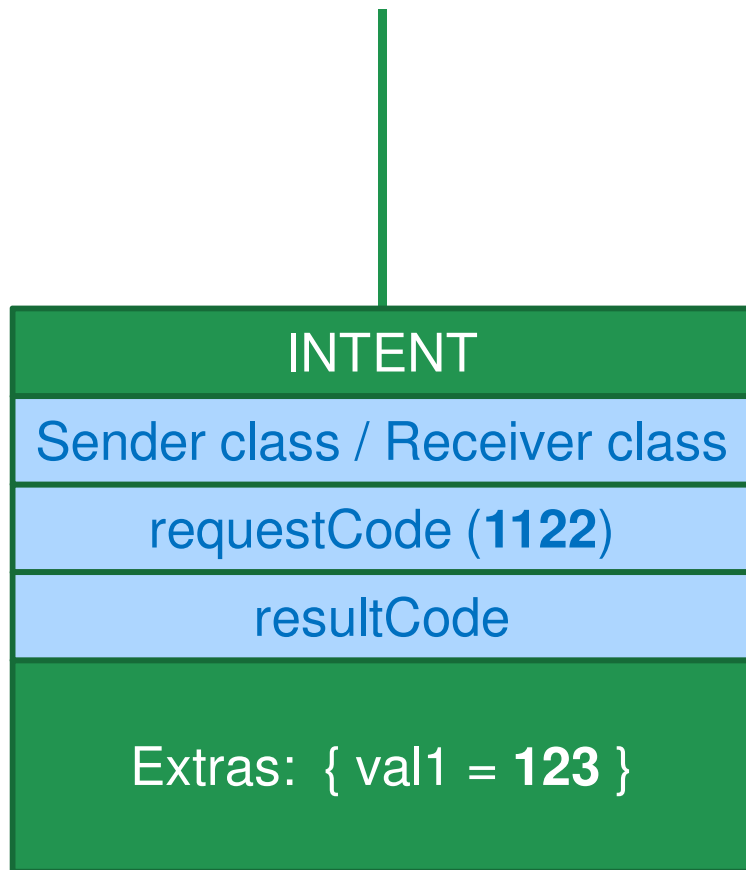 INTENT
Sender class / Receiver class
requestCode (1122)
resultCode
Extras: { val1 = 123 }